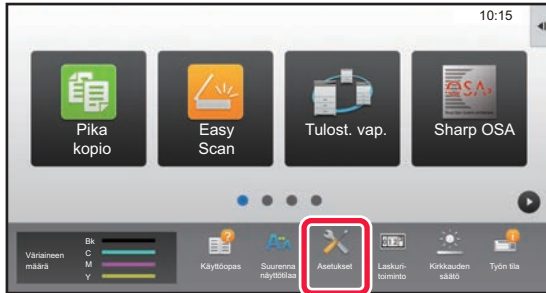 10:15
Pika
kopio
Easy
Scan
Tulost. vap.
OSA
Sharp OSA
Väriaineen
määrä
Bk
C
M
Y
Käyttöopas
Suurenna
näyttötilaa
Asetukset
Laskuri-
toiminto
Kirkkauden
säätö
Työn tila